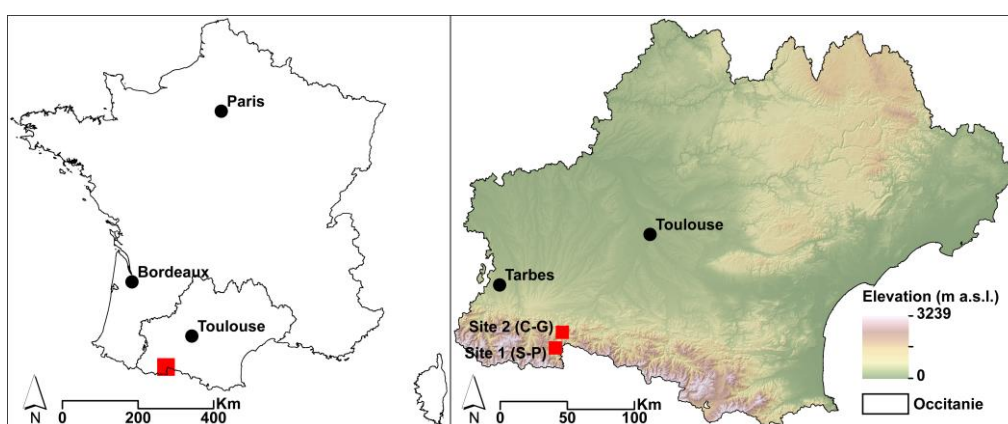 Paris
Bordeaux
Toulouse
N
0 200 400 Km
Toulouse
Tarbes
Site 2 (C-G)
Site 1 (S-P)
N
0 50 100 Km
Elevation (m a.s.l.)
3239
0
Occitanie